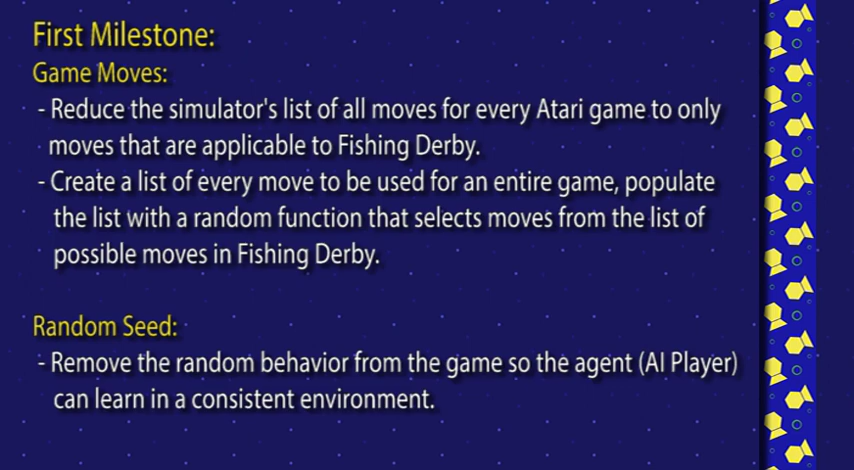 First Milestone:
Game Moves:
- Reduce the simulator's list of all moves for every Atari game to only
moves that are applicable to Fishing Derby.
- Create a list of every move to be used for an entire game, populate
the list with a random function that selects moves from the list of
possible moves in Fishing Derby.
Random Seed:
- Remove the random behavior from the game so the agent (AI Player)
can learn in a consistent environment.